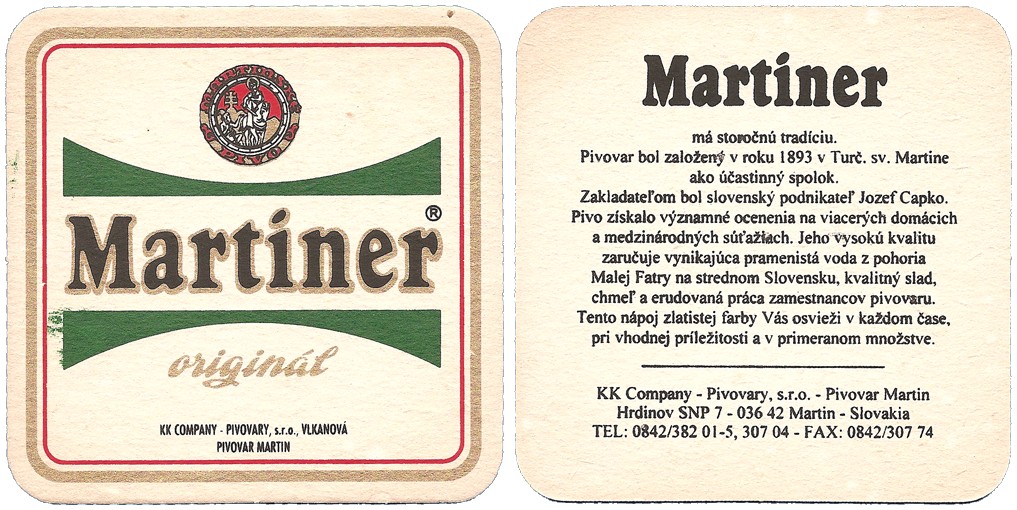 Martiner®
originál
KK COMPANY - PIVOVARY, s.r.o., VLKANOVÁ
PIVOVAR MARTIN
Martiner
má storočnú tradíciu.
Pivovar bol založený v roku 1893 v Turč. sv. Martine
ako účastinný spolok.
Zakladateľom bol slovenský podnikateľ Jozef Capko.
Pivo získalo významné ocenenia na viacerých domácich
a medzinárodných súťažiach. Jeho vysokú kvalitu
zaručuje vynikajúca pramenistá voda z pohoria
Malej Fatry na strednom Slovensku, kvalitný slad,
chmeľ a erudovaná práca zamestnancov pivovaru.
Tento nápoj zlatistej farby Vás osvieži v každom čase,
pri vhodnej príležitosti a v primeranom množstve.
KK Company - Pivovary, s.r.o. - Pivovar Martin
Hrdinov SNP 7 - 036 42 Martin - Slovakia
TEL: 0842/382 01-5, 307 04 - FAX: 0842/307 74